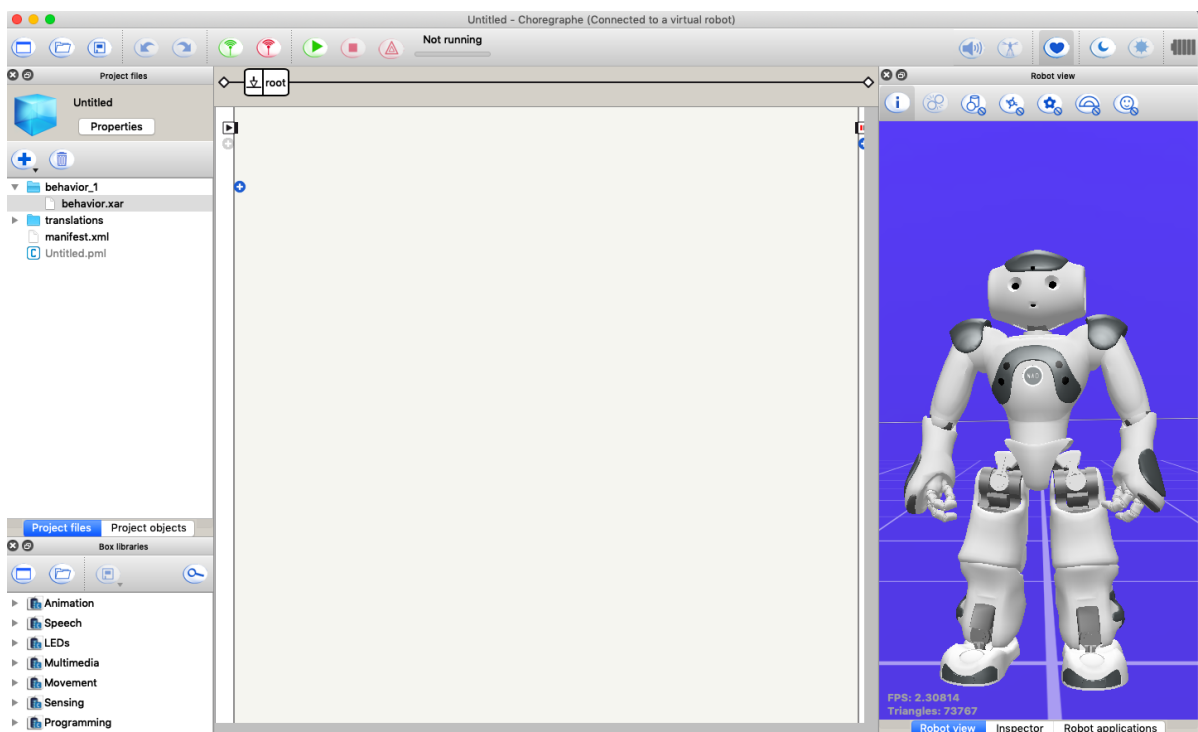 Untitled - Choregraphe (Connected to a virtual robot)
Not running
Project files
Untitled
Properties
behavior_1
behavior.xar
translations
manifest.xml
Untitled.pml
Project files
Project objects
Box libraries
Animation
Speech
LEDs
Multimedia
Movement
Sensing
Programming
root
Robot view
NAO
FPS: 2.30814
Triangles: 73767
Robot view
Inspector
Robot applications